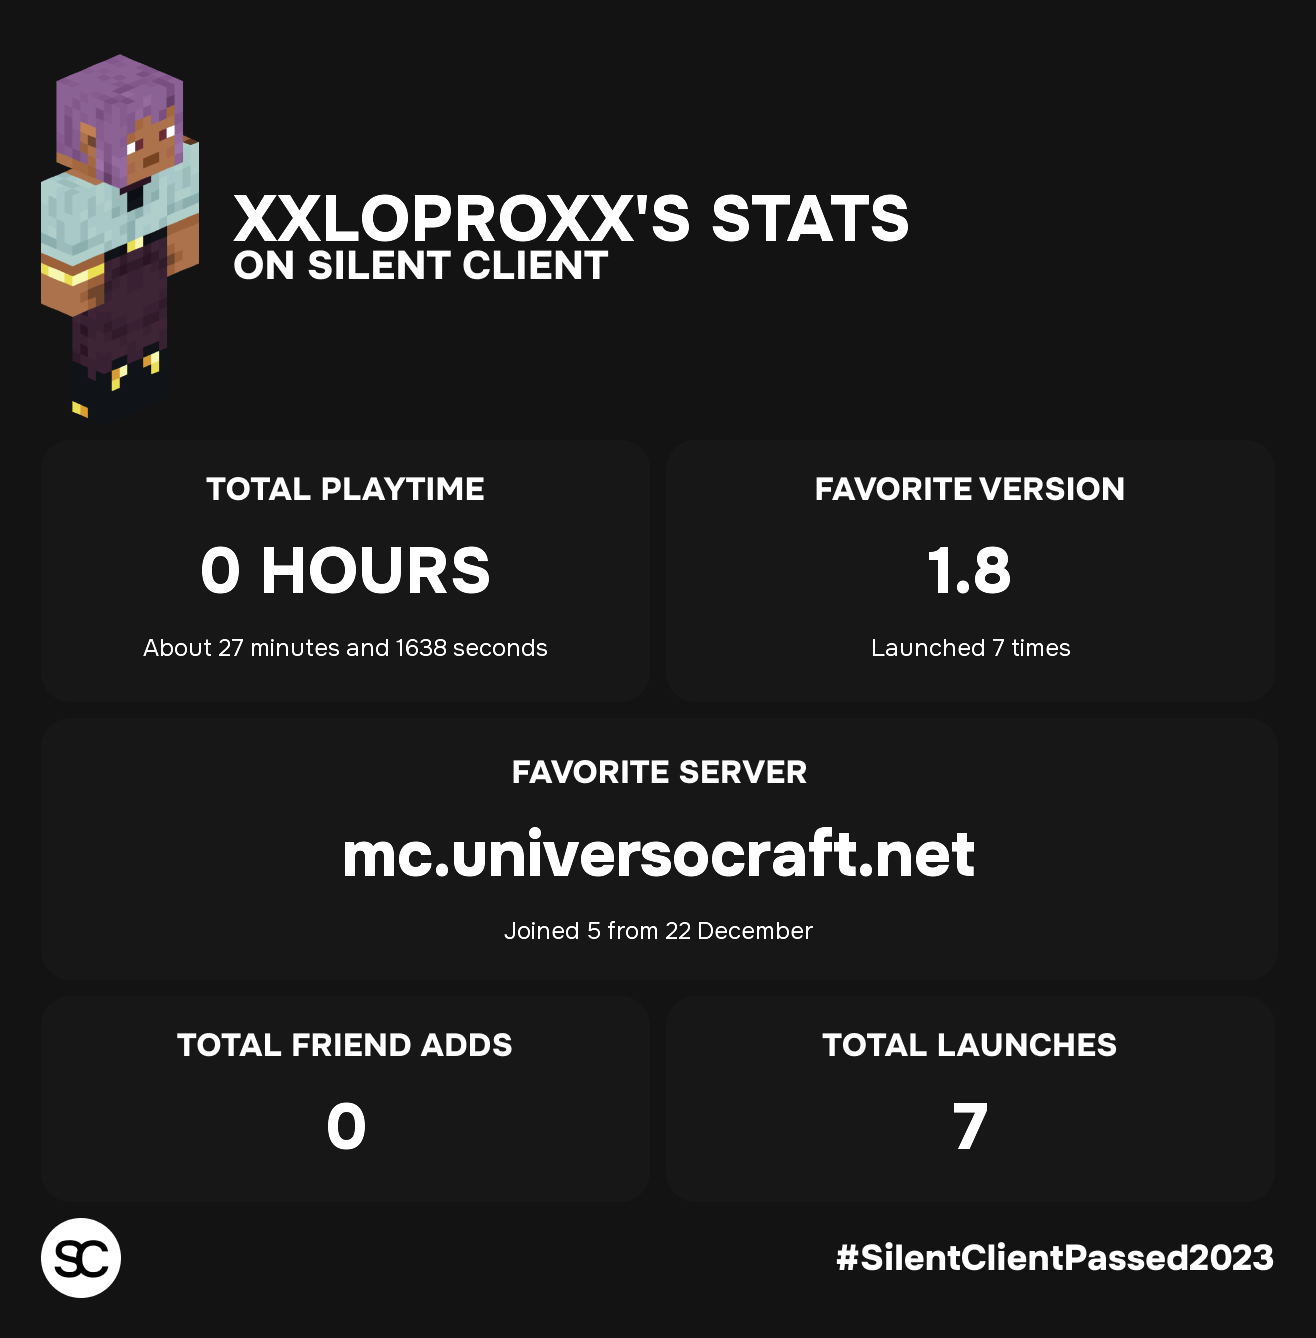 XXLOPROXX'S STATS
ON SILENT CLIENT
TOTAL PLAYTIME
0 HOURS
About 27 minutes and 1638 seconds
FAVORITE VERSION
1.8
Launched 7 times
FAVORITE SERVER
mc.universocraft.net
Joined 5 from 22 December
TOTAL FRIEND ADDS
0
TOTAL LAUNCHES
7
SC
#SilentClientPassed2023